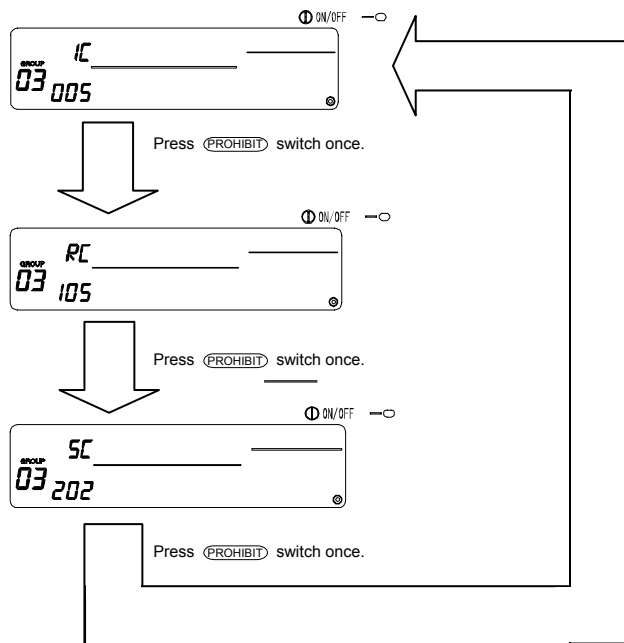 ON/OFF
IC
GROUP
03 005
Press PROHIBIT switch once.
ON/OFF
RC
GROUP
03 105
Press PROHIBIT switch once.
ON/OFF
SC
GROUP
03 202
Press PROHIBIT switch once.